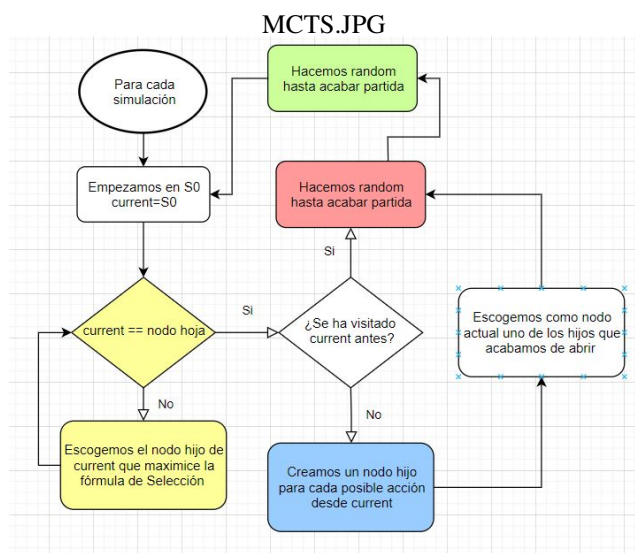 MCTS.JPG
Para cada
simulación
Hacemos random
hasta acabar partida
Empezamos en S0
current=S0
Hacemos random
hasta acabar partida
Si
current == nodo hoja
Si
¿Se ha visitado
current antes?
Escogemos como nodo
actual uno de los hijos que
acabamos de abrir
No
No
Escogemos el nodo hijo de
current que maximice la
fórmula de Selección
Creamos un nodo hijo
para cada posible acción
desde current